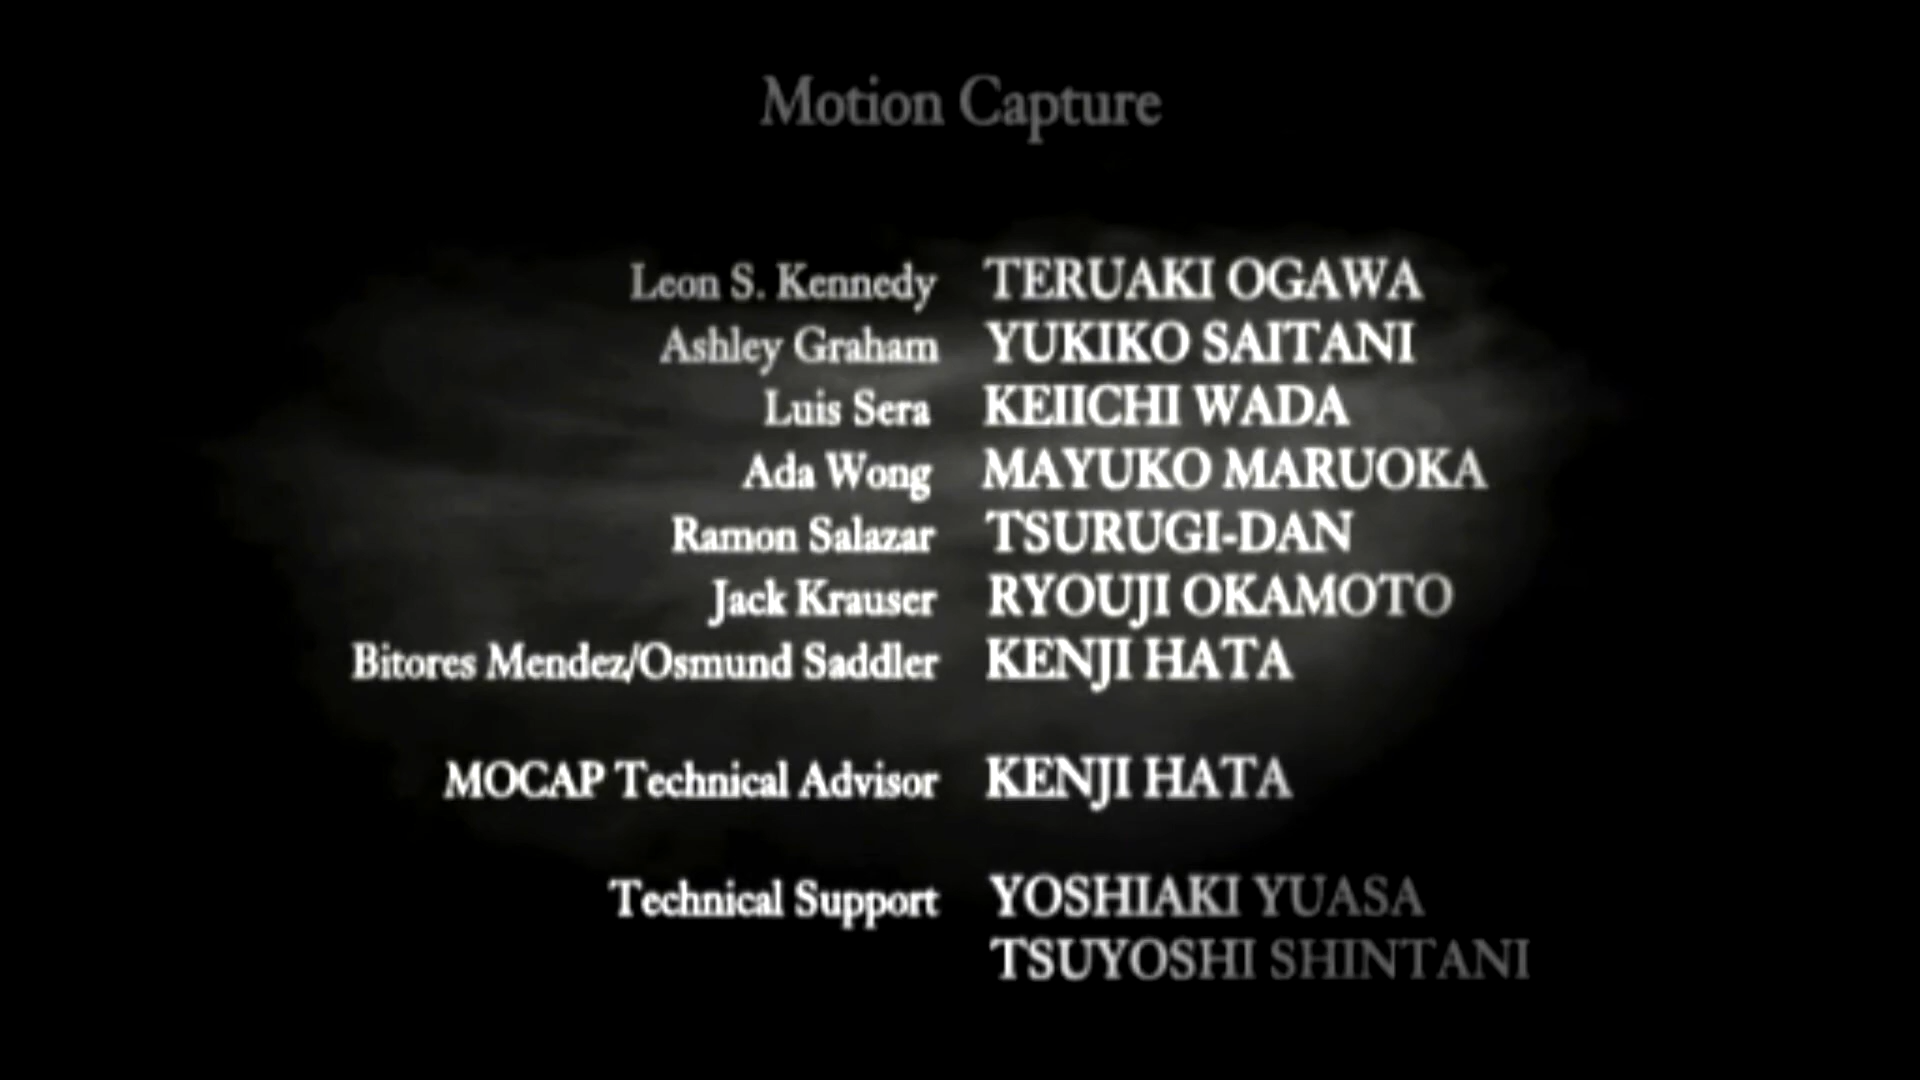 Motion Capture
Leon S. Kennedy TERUAKI OGAWA
Ashley Graham YUKIKO SAITANI
Luis Sera KEIICHI WADA
Ada Wong MAYUKO MARUOKA
Ramon Salazar TSURUGI-DAN
Jack Krauser RYOUJI OKAMOTO
Bitores Mendez/Osmund Saddler KENJI HATA
MOCAP Technical Advisor KENJI HATA
Technical Support YOSHIAKI YUASA
TSUYOSHI SHINTANI